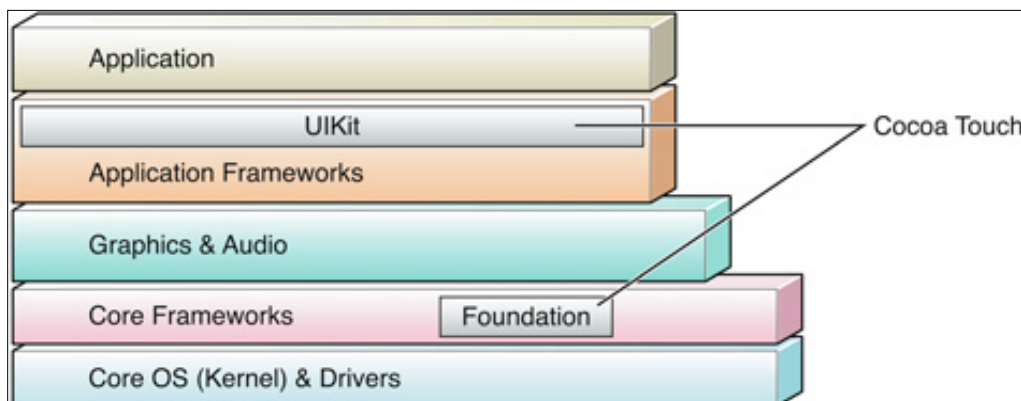 Application
UIKit
Cocoa Touch
Application Frameworks
Graphics & Audio
Core Frameworks
Foundation
Core OS (Kernel) & Drivers